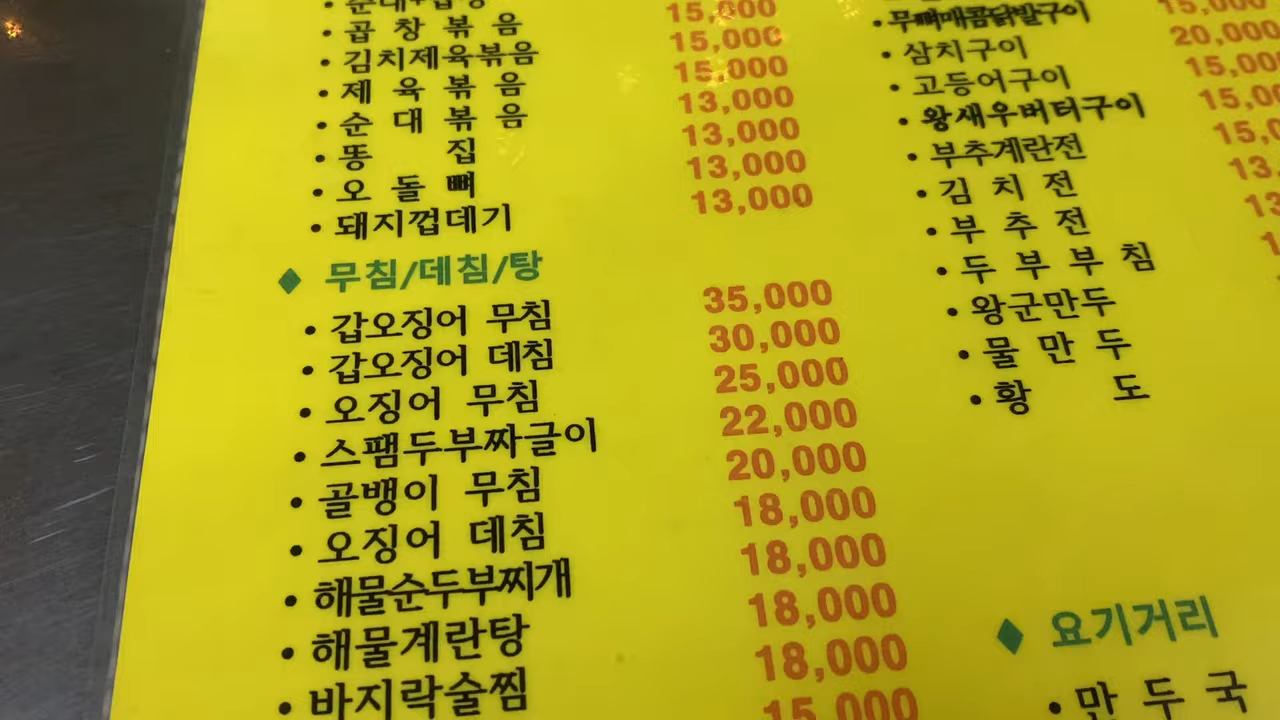 • 곱 창 볶 음 15,000
• 김치제육볶음 15,000
• 제 육 볶 음 15,000
• 순 대 볶 음 13,000
• 똥 집 13,000
• 오 돌 뼈 13,000
• 돼지껍데기 13,000
♦ 무침/데침/탕
• 갑오징어 무침 35,000
• 갑오징어 데침 30,000
• 오징어 무침 25,000
• 스팸두부짜글이 22,000
• 골뱅이 무침 20,000
• 오징어 데침 18,000
• 해물순두부찌개 18,000
• 해물계란탕 18,000
• 바지락술찜 18,000
15,000
• 무뼈매콤닭발구이 15,000
• 삼치구이 20,000
• 고등어구이 15,000
• 왕새우버터구이 15,0
• 부추계란전 15,0
• 김 치 전 13,
• 부 추 전 13
• 두 부 부 침 1
• 왕군만두
• 물 만 두
• 황 도
♦ 요기거리
• 만 두 국